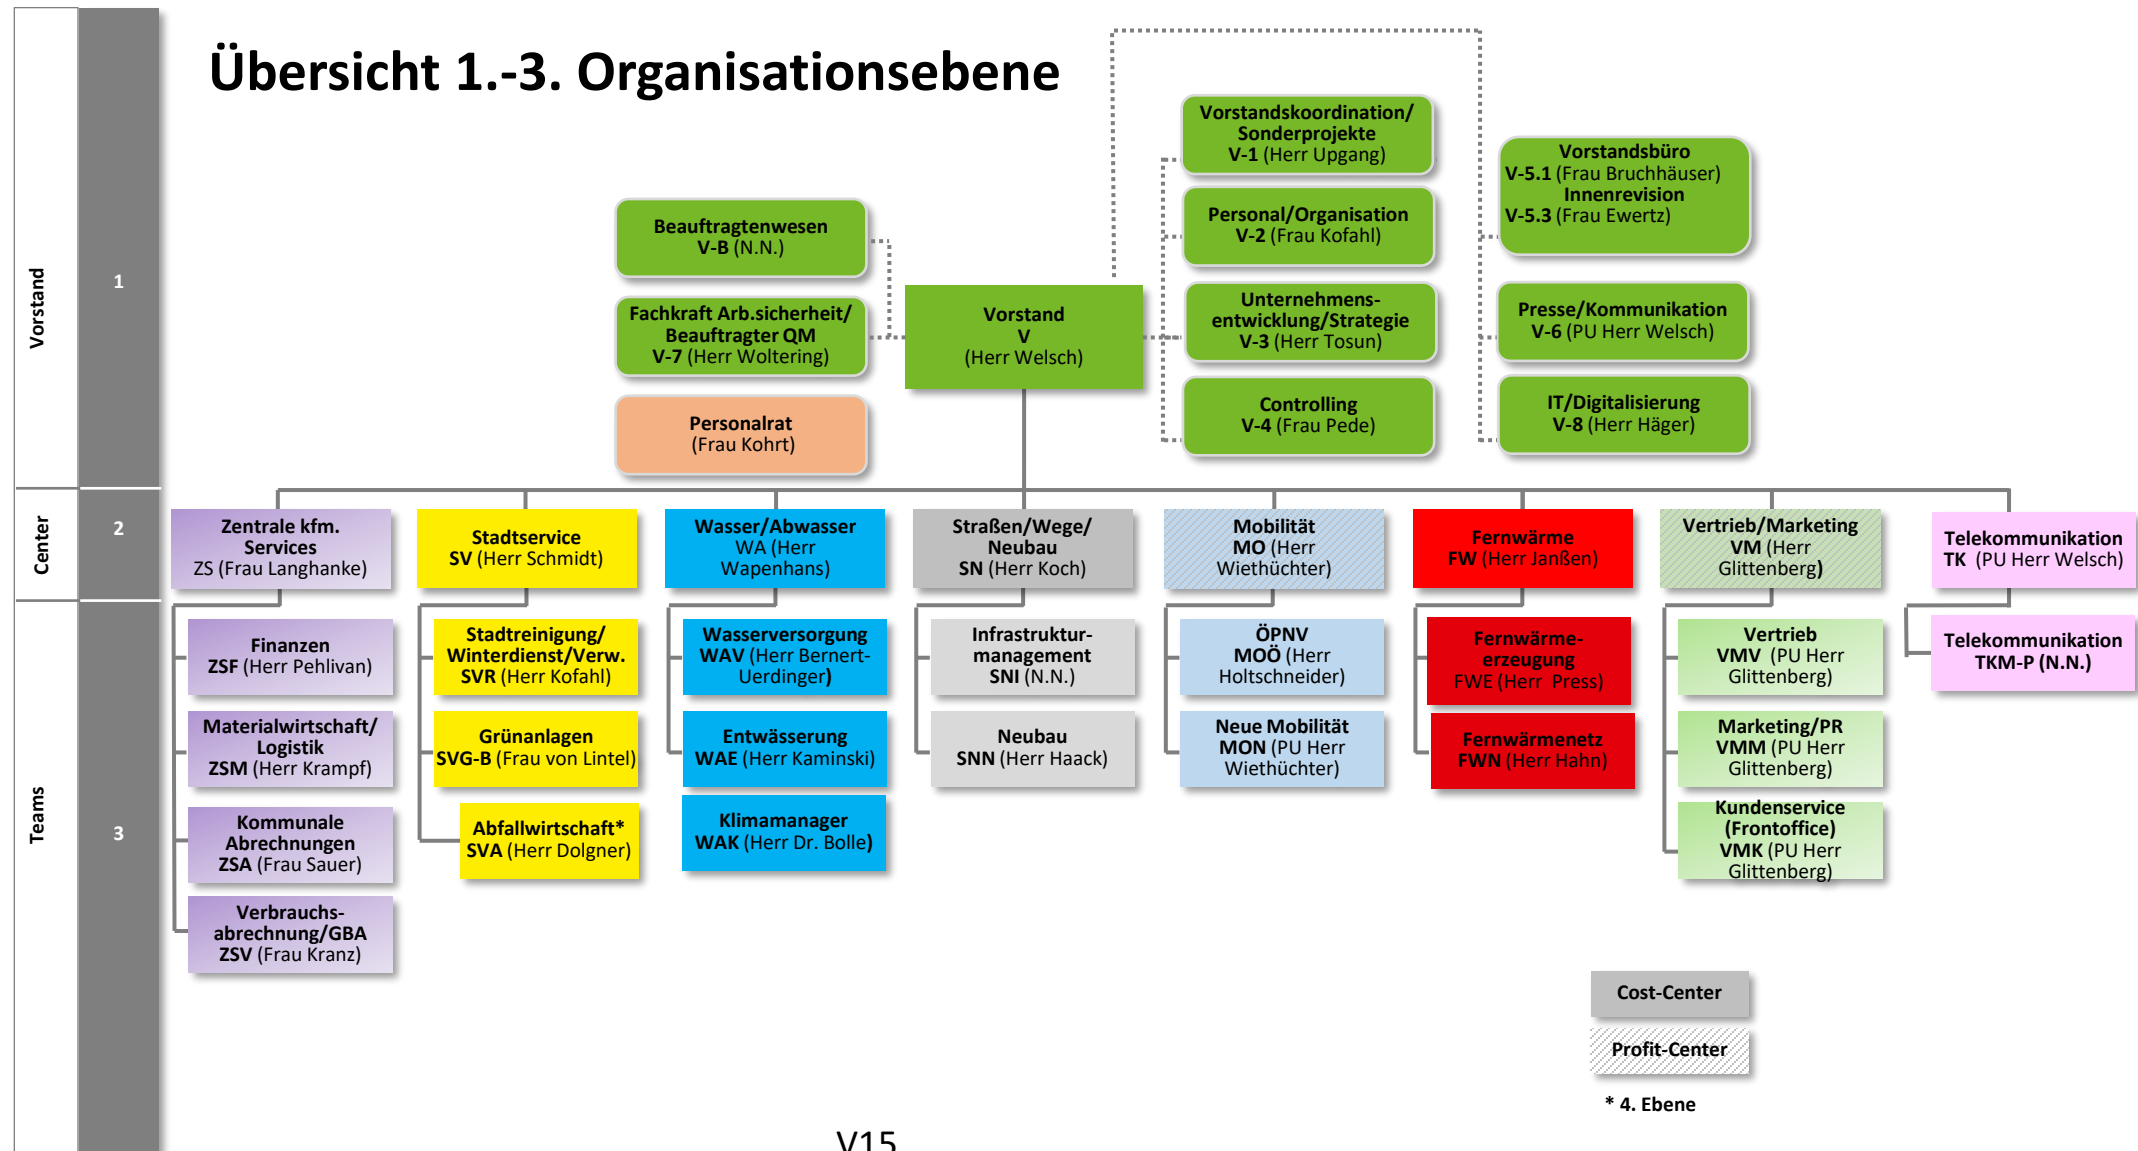 Übersicht 1.-3. Organisationsebene
Vorstand
1
Vorstandskoordination/
Sonderprojekte
V-1 (Herr Upgang)
Vorstandsbüro
V-5.1 (Frau Bruchhäuser)
Innenrevision
V-5.3 (Frau Ewertz)
Beauftragtenwesen
V-B (N.N.)
Personal/Organisation
V-2 (Frau Kofahl)
Fachkraft Arb.sicherheit/
Beauftragter QM
V-7 (Herr Woltering)
Vorstand
V
(Herr Welsch)
Unternehmens-
entwicklung/Strategie
V-3 (Herr Tosun)
Presse/Kommunikation
V-6 (PU Herr Welsch)
Personalrat
(Frau Kohrt)
Controlling
V-4 (Frau Pede)
IT/Digitalisierung
V-8 (Herr Häger)
Center
2
Zentrale kfm.
Services
ZS (Frau Langhanke)
Stadtservice
SV (Herr Schmidt)
Wasser/Abwasser
WA (Herr
Wapenhans)
Straßen/Wege/
Neubau
SN (Herr Koch)
Mobilität
MO (Herr
Wiethüchter)
Fernwärme
FW (Herr Janßen)
Vertrieb/Marketing
VM (Herr
Glittenberg)
Telekommunikation
TK (PU Herr Welsch)
Teams
3
Finanzen
ZSF (Herr Pehlivan)
Stadtreinigung/
Winterdienst/Verw.
SVR (Herr Kofahl)
Wasserversorgung
WAV (Herr Bernert-
Uerdinger)
Infrastruktur-
management
SNI (N.N.)
ÖPNV
MOÖ (Herr
Holtschneider)
Fernwärme-
erzeugung
FWE (Herr Press)
Vertrieb
VMV (PU Herr
Glittenberg)
Telekommunikation
TKM-P (N.N.)
Materialwirtschaft/
Logistik
ZSM (Herr Krampf)
Grünanlagen
SVG-B (Frau von Lintel)
Entwässerung
WAE (Herr Kaminski)
Neubau
SNN (Herr Haack)
Neue Mobilität
MON (PU Herr
Wiethüchter)
Fernwärmenetz
FWN (Herr Hahn)
Marketing/PR
VMM (PU Herr
Glittenberg)
Kommunale
Abrechnungen
ZSA (Frau Sauer)
Abfallwirtschaft*
SVA (Herr Dolgner)
Klimamanager
WAK (Herr Dr. Bolle)
Kundenservice
(Frontoffice)
VMK (PU Herr
Glittenberg)
Verbrauchs-
abrechnung/GBA
ZSV (Frau Kranz)
Cost-Center
Profit-Center
* 4. Ebene
V15